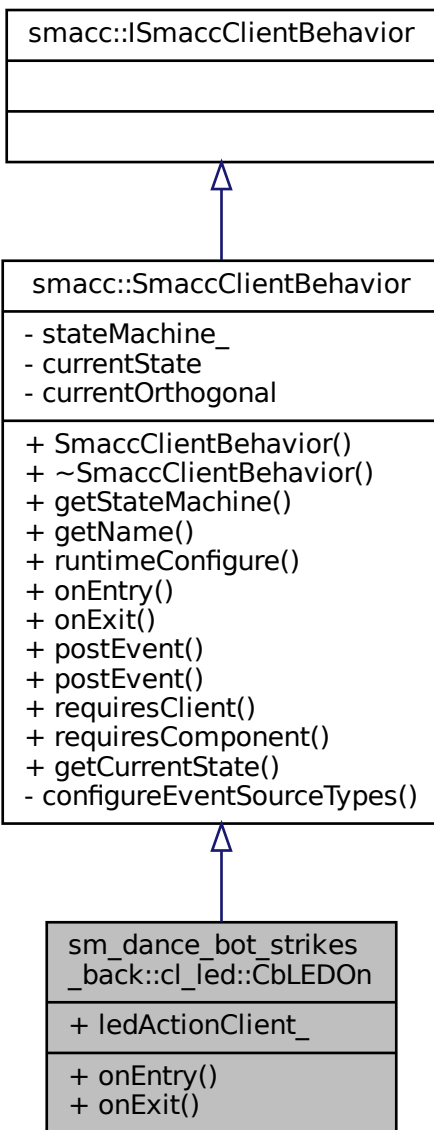 smacc::ISmaccClientBehavior
smacc::SmaccClientBehavior
- stateMachine_
- currentState
- currentOrthogonal
+ SmaccClientBehavior()
+ ~SmaccClientBehavior()
+ getStateMachine()
+ getName()
+ runtimeConfigure()
+ onEntry()
+ onExit()
+ postEvent()
+ postEvent()
+ requiresClient()
+ requiresComponent()
+ getCurrentState()
- configureEventSourceTypes()
sm_dance_bot_strikes
_back::cl_led::CbLEDOn
+ ledActionClient_
+ onEntry()
+ onExit()